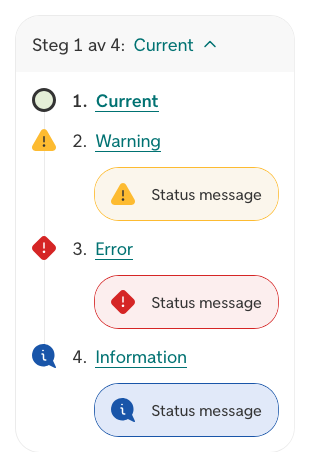 Steg 1 av 4: Current
1. Current
2. Warning
Status message
3. Error
Status message
4. Information
Status message